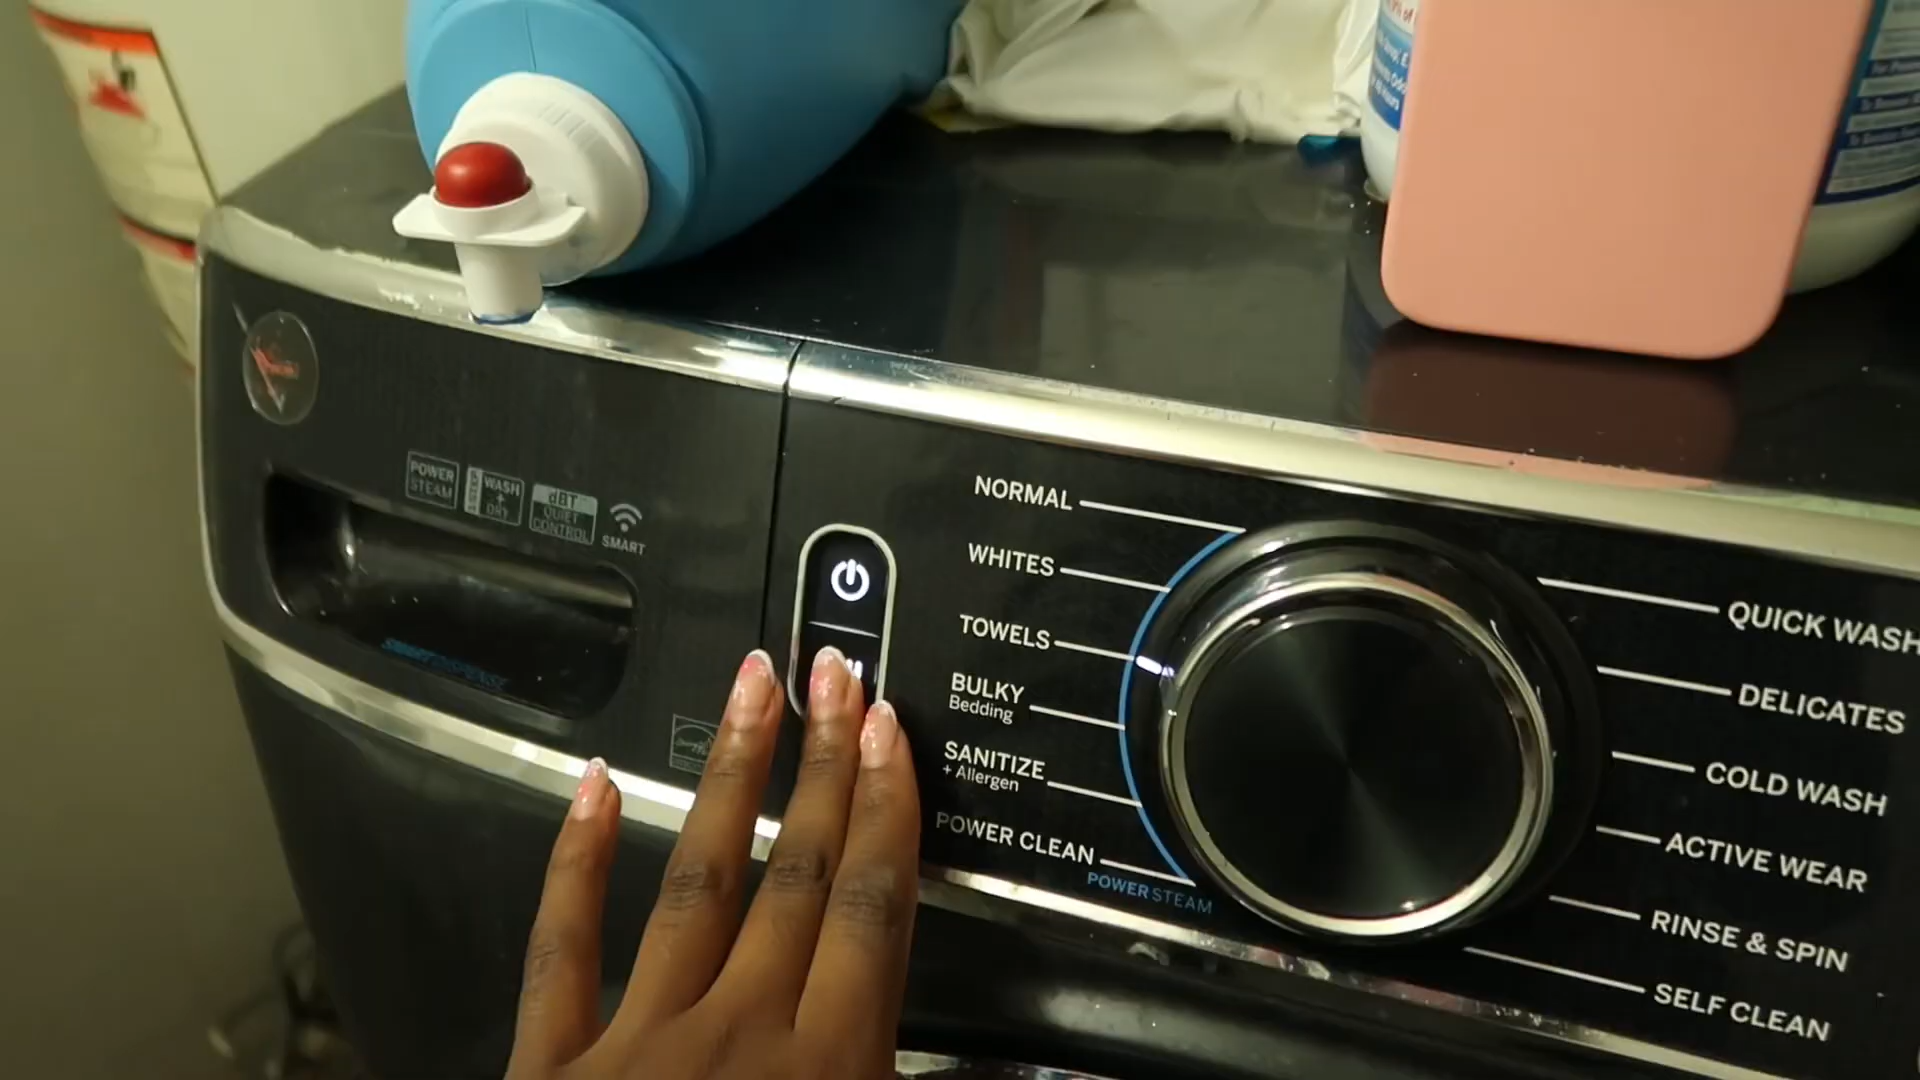 POWER
STEAM
WASH
+
DRY
dBT
QUIET
CONTROL
SMART
NORMAL
WHITES
TOWELS
BULKY
Bedding
SANITIZE
+ Allergen
POWER CLEAN
POWERSTEAM
QUICK WASH
DELICATES
COLD WASH
ACTIVE WEAR
RINSE & SPIN
SELF CLEAN